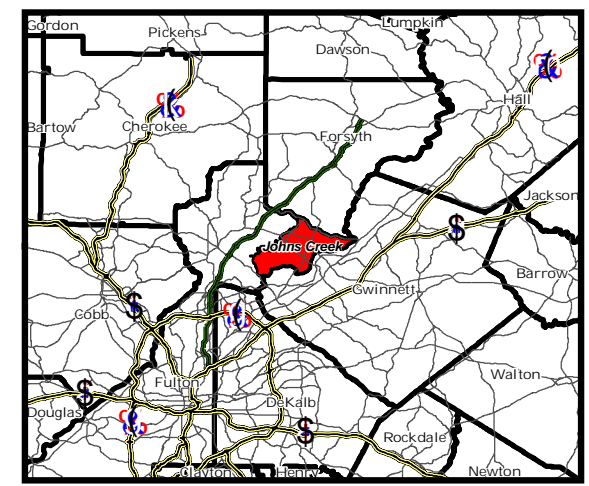 Gordon
Pickens
Lumpkin
Dawson
Hall
Bartow
Cherokee
Forsyth
Jackson
Johns Creek
Barrow
Gwinnett
Cobb
Walton
Fulton
DeKalb
Douglas
Rockdale
Clayton
Henry
Newton